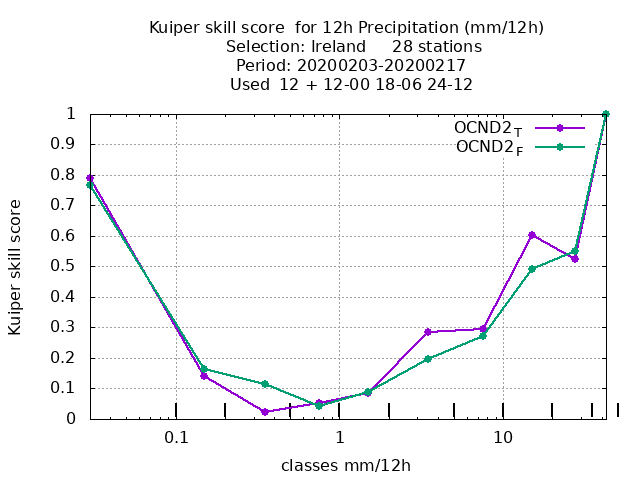 Kuiper skill score  for 12h Precipitation (mm/12h)
Selection: Ireland     28 stations
Period: 20200203-20200217
Used  12 + 12-00 18-06 24-12
OCND2T
OCND2F
Kuiper skill score
1
0.9
0.8
0.7
0.6
0.5
0.4
0.3
0.2
0.1
0
0.1
1
10
classes mm/12h